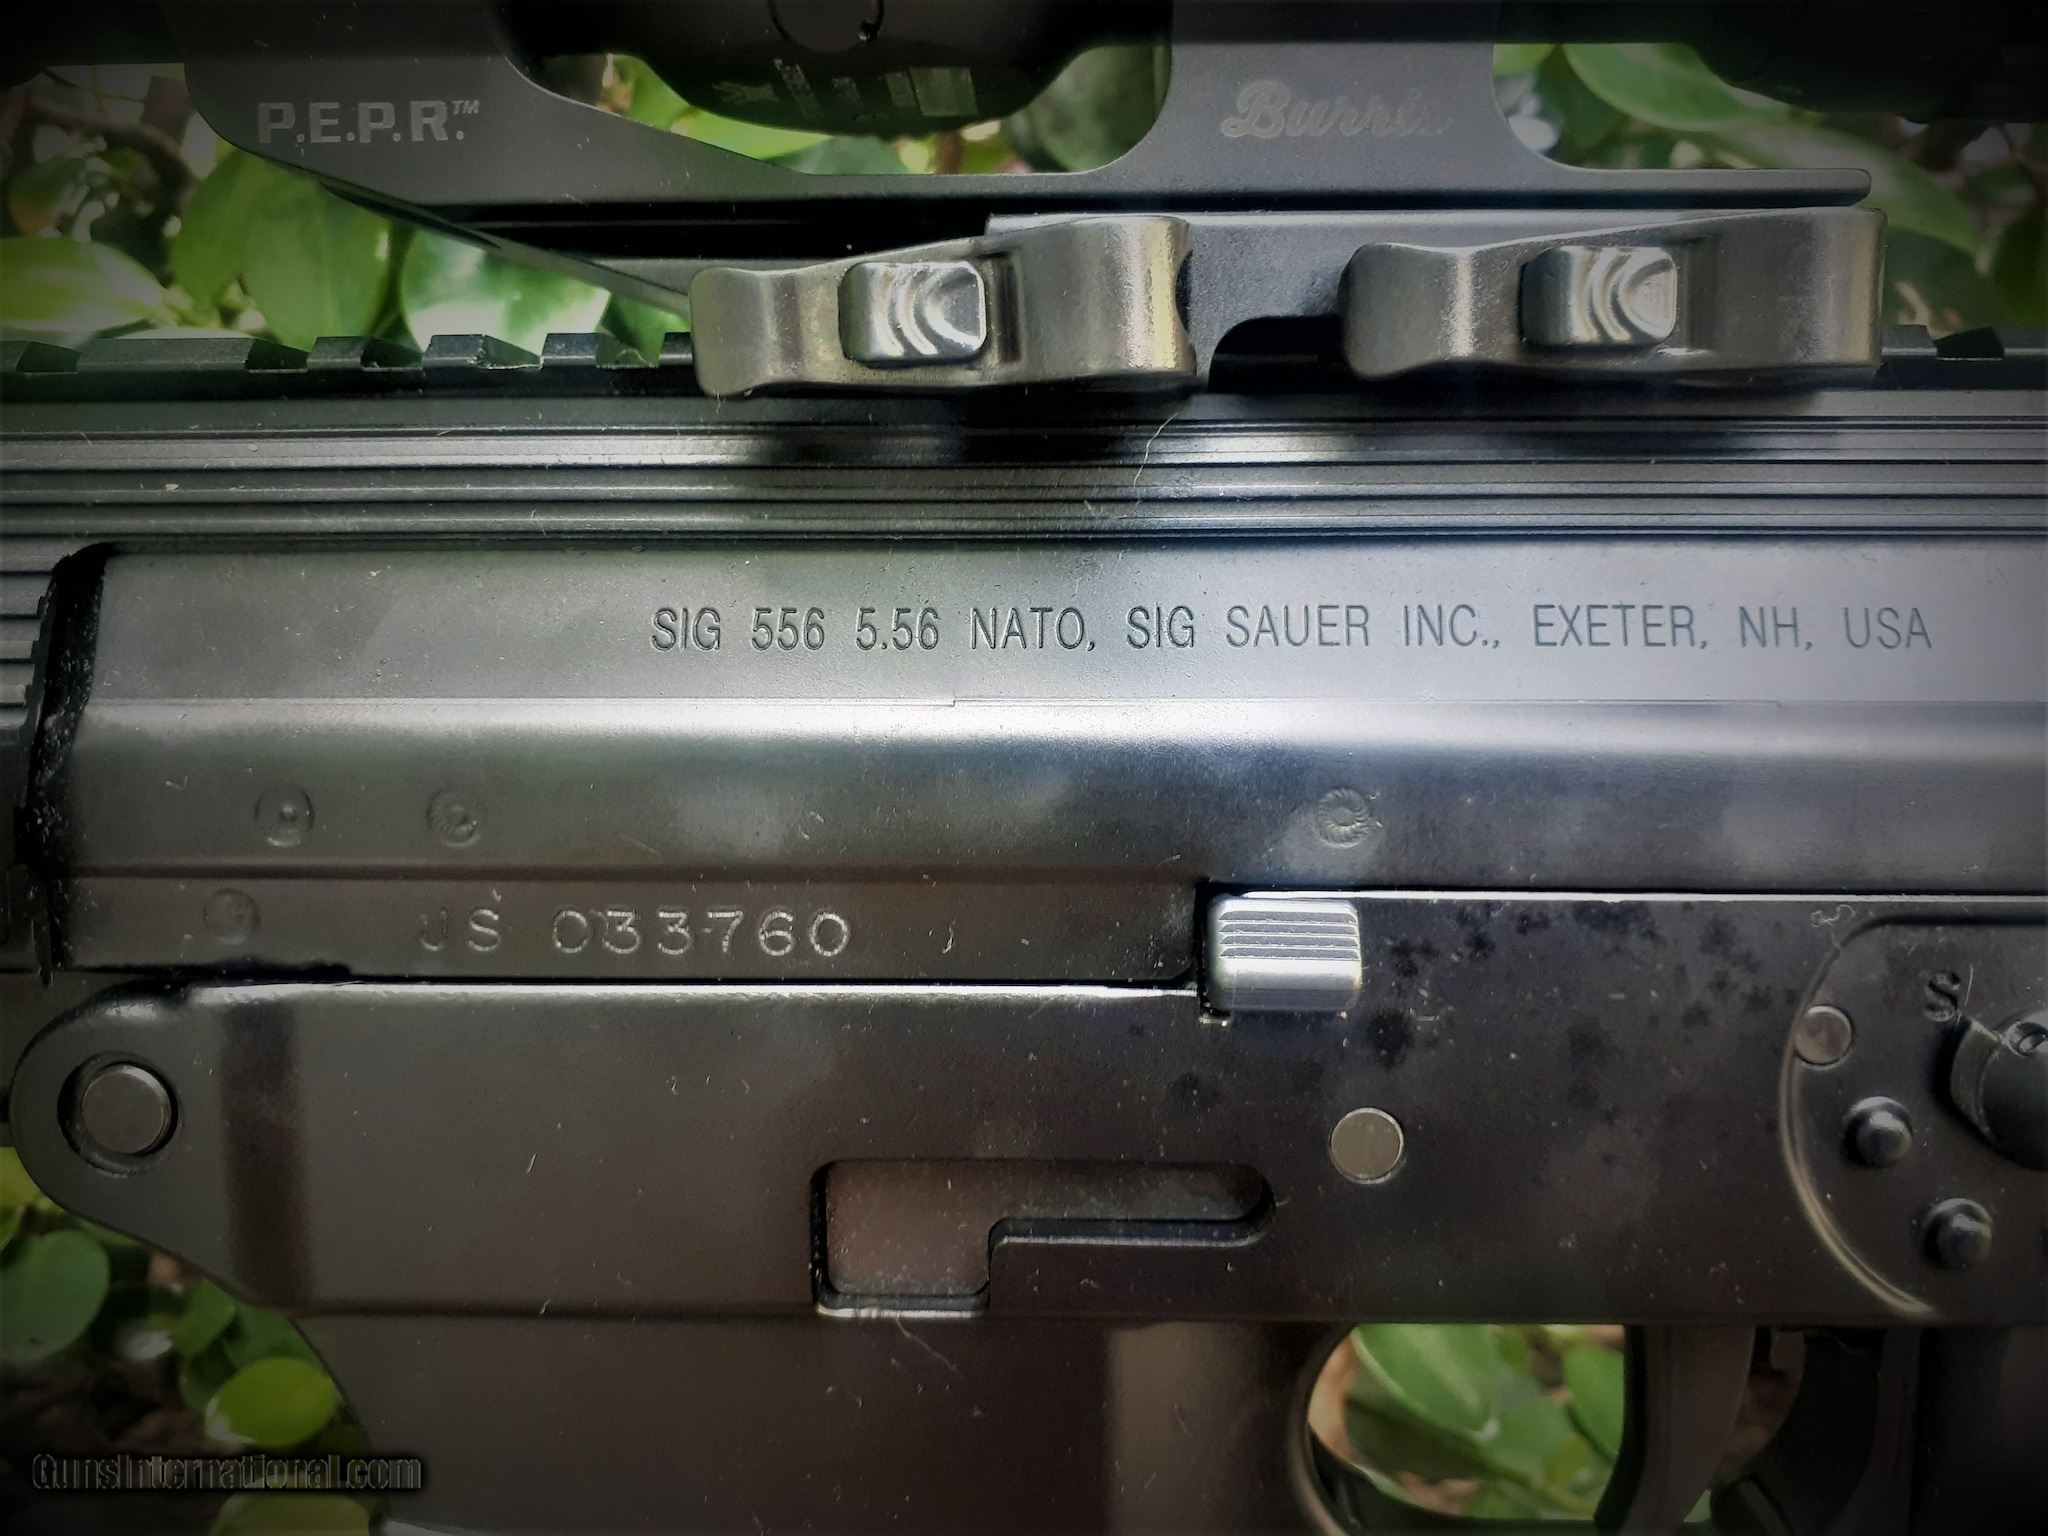 P.E.P.R.™
Burris
SIG 556 5.56 NATO, SIG SAUER INC., EXETER, NH, USA
JS 033760
S
GunsInternational.com